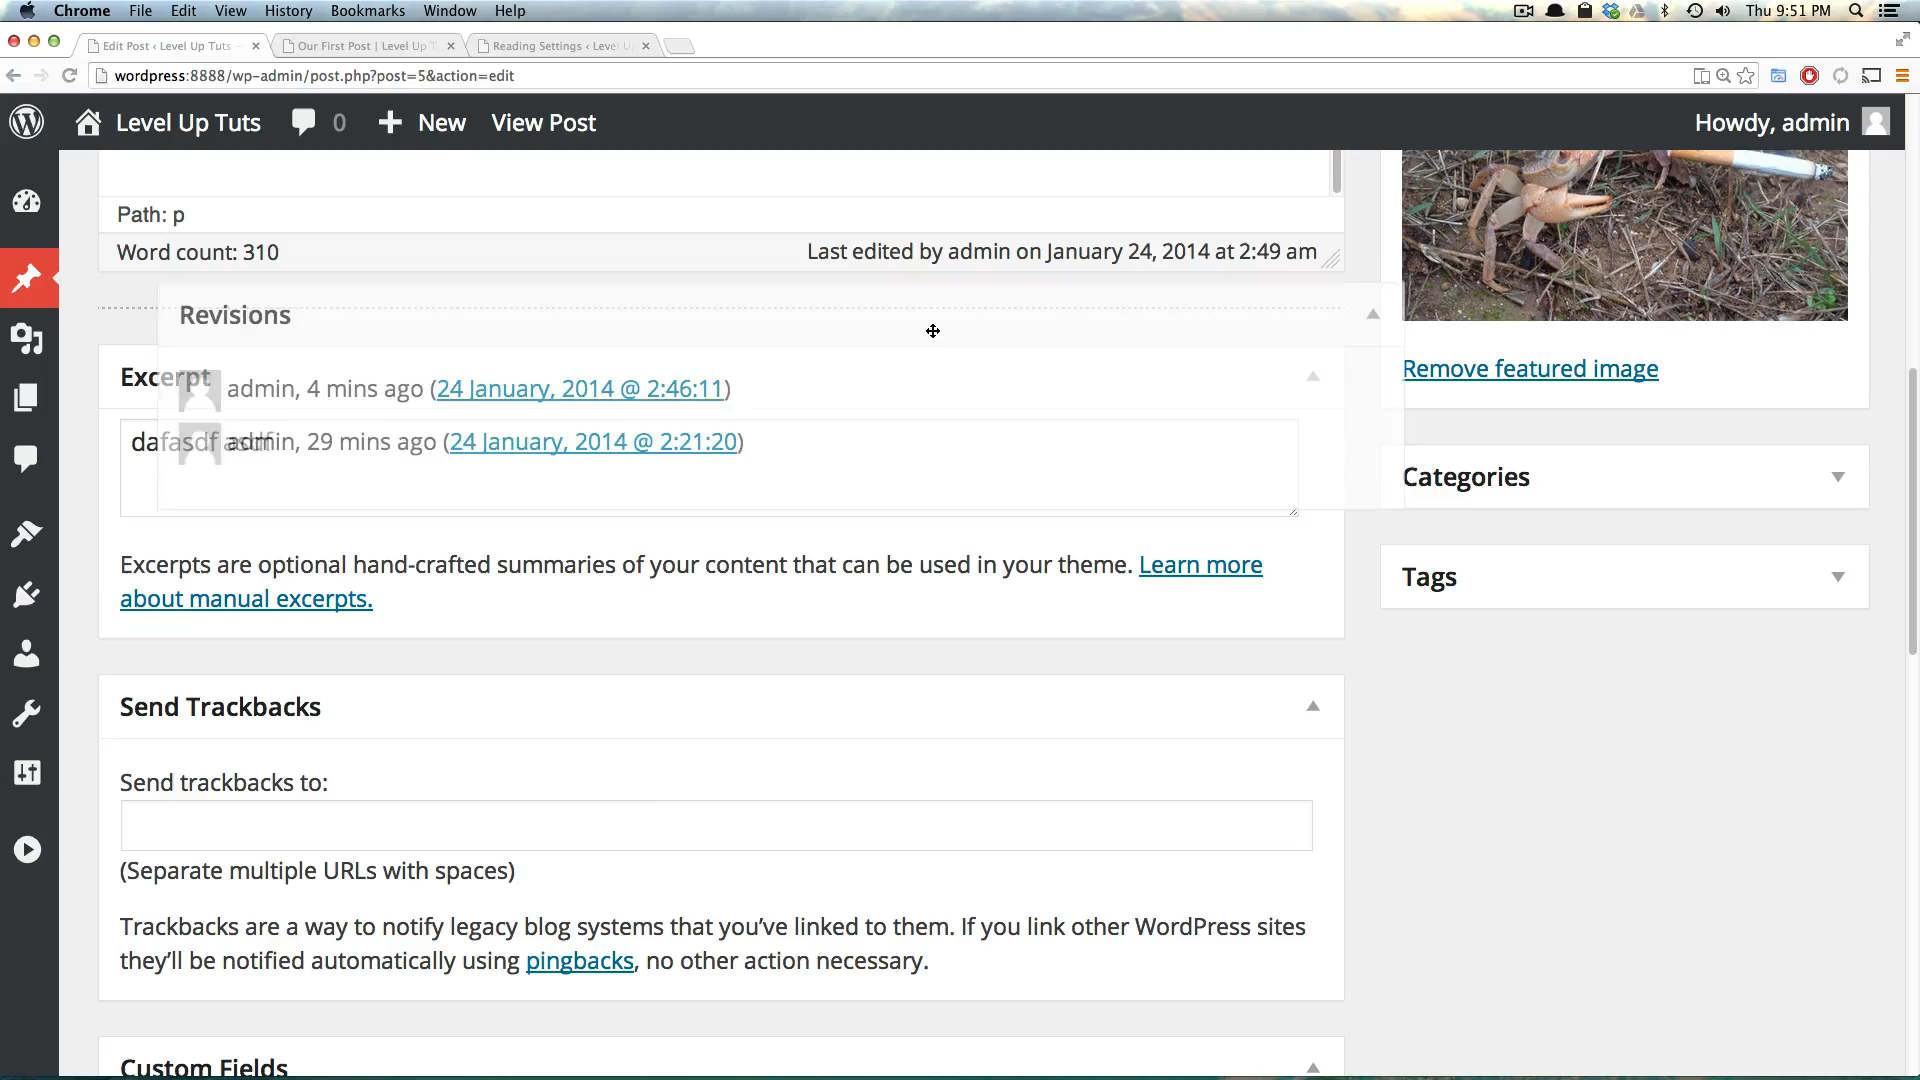 Chrome File Edit View History Bookmarks Window Help
Thu 9:51 PM
Edit Post ‹ Level Up Tuts
Our First Post | Level Up T
Reading Settings ‹ Level U
wordpress:8888/wp-admin/post.php?post=5&action=edit
Level Up Tuts 0 New View Post
Howdy, admin
Path: p
Word count: 310
Last edited by admin on January 24, 2014 at 2:49 am
Revisions
Excerpt
admin, 4 mins ago (24 January, 2014 @ 2:46:11)
dafasdf asdf
admin, 29 mins ago (24 January, 2014 @ 2:21:20)
Excerpts are optional hand-crafted summaries of your content that can be used in your theme. Learn more
about manual excerpts.
Send Trackbacks
Send trackbacks to:
(Separate multiple URLs with spaces)
Trackbacks are a way to notify legacy blog systems that you’ve linked to them. If you link other WordPress sites
they’ll be notified automatically using pingbacks, no other action necessary.
Custom Fields
Remove featured image
Categories
Tags